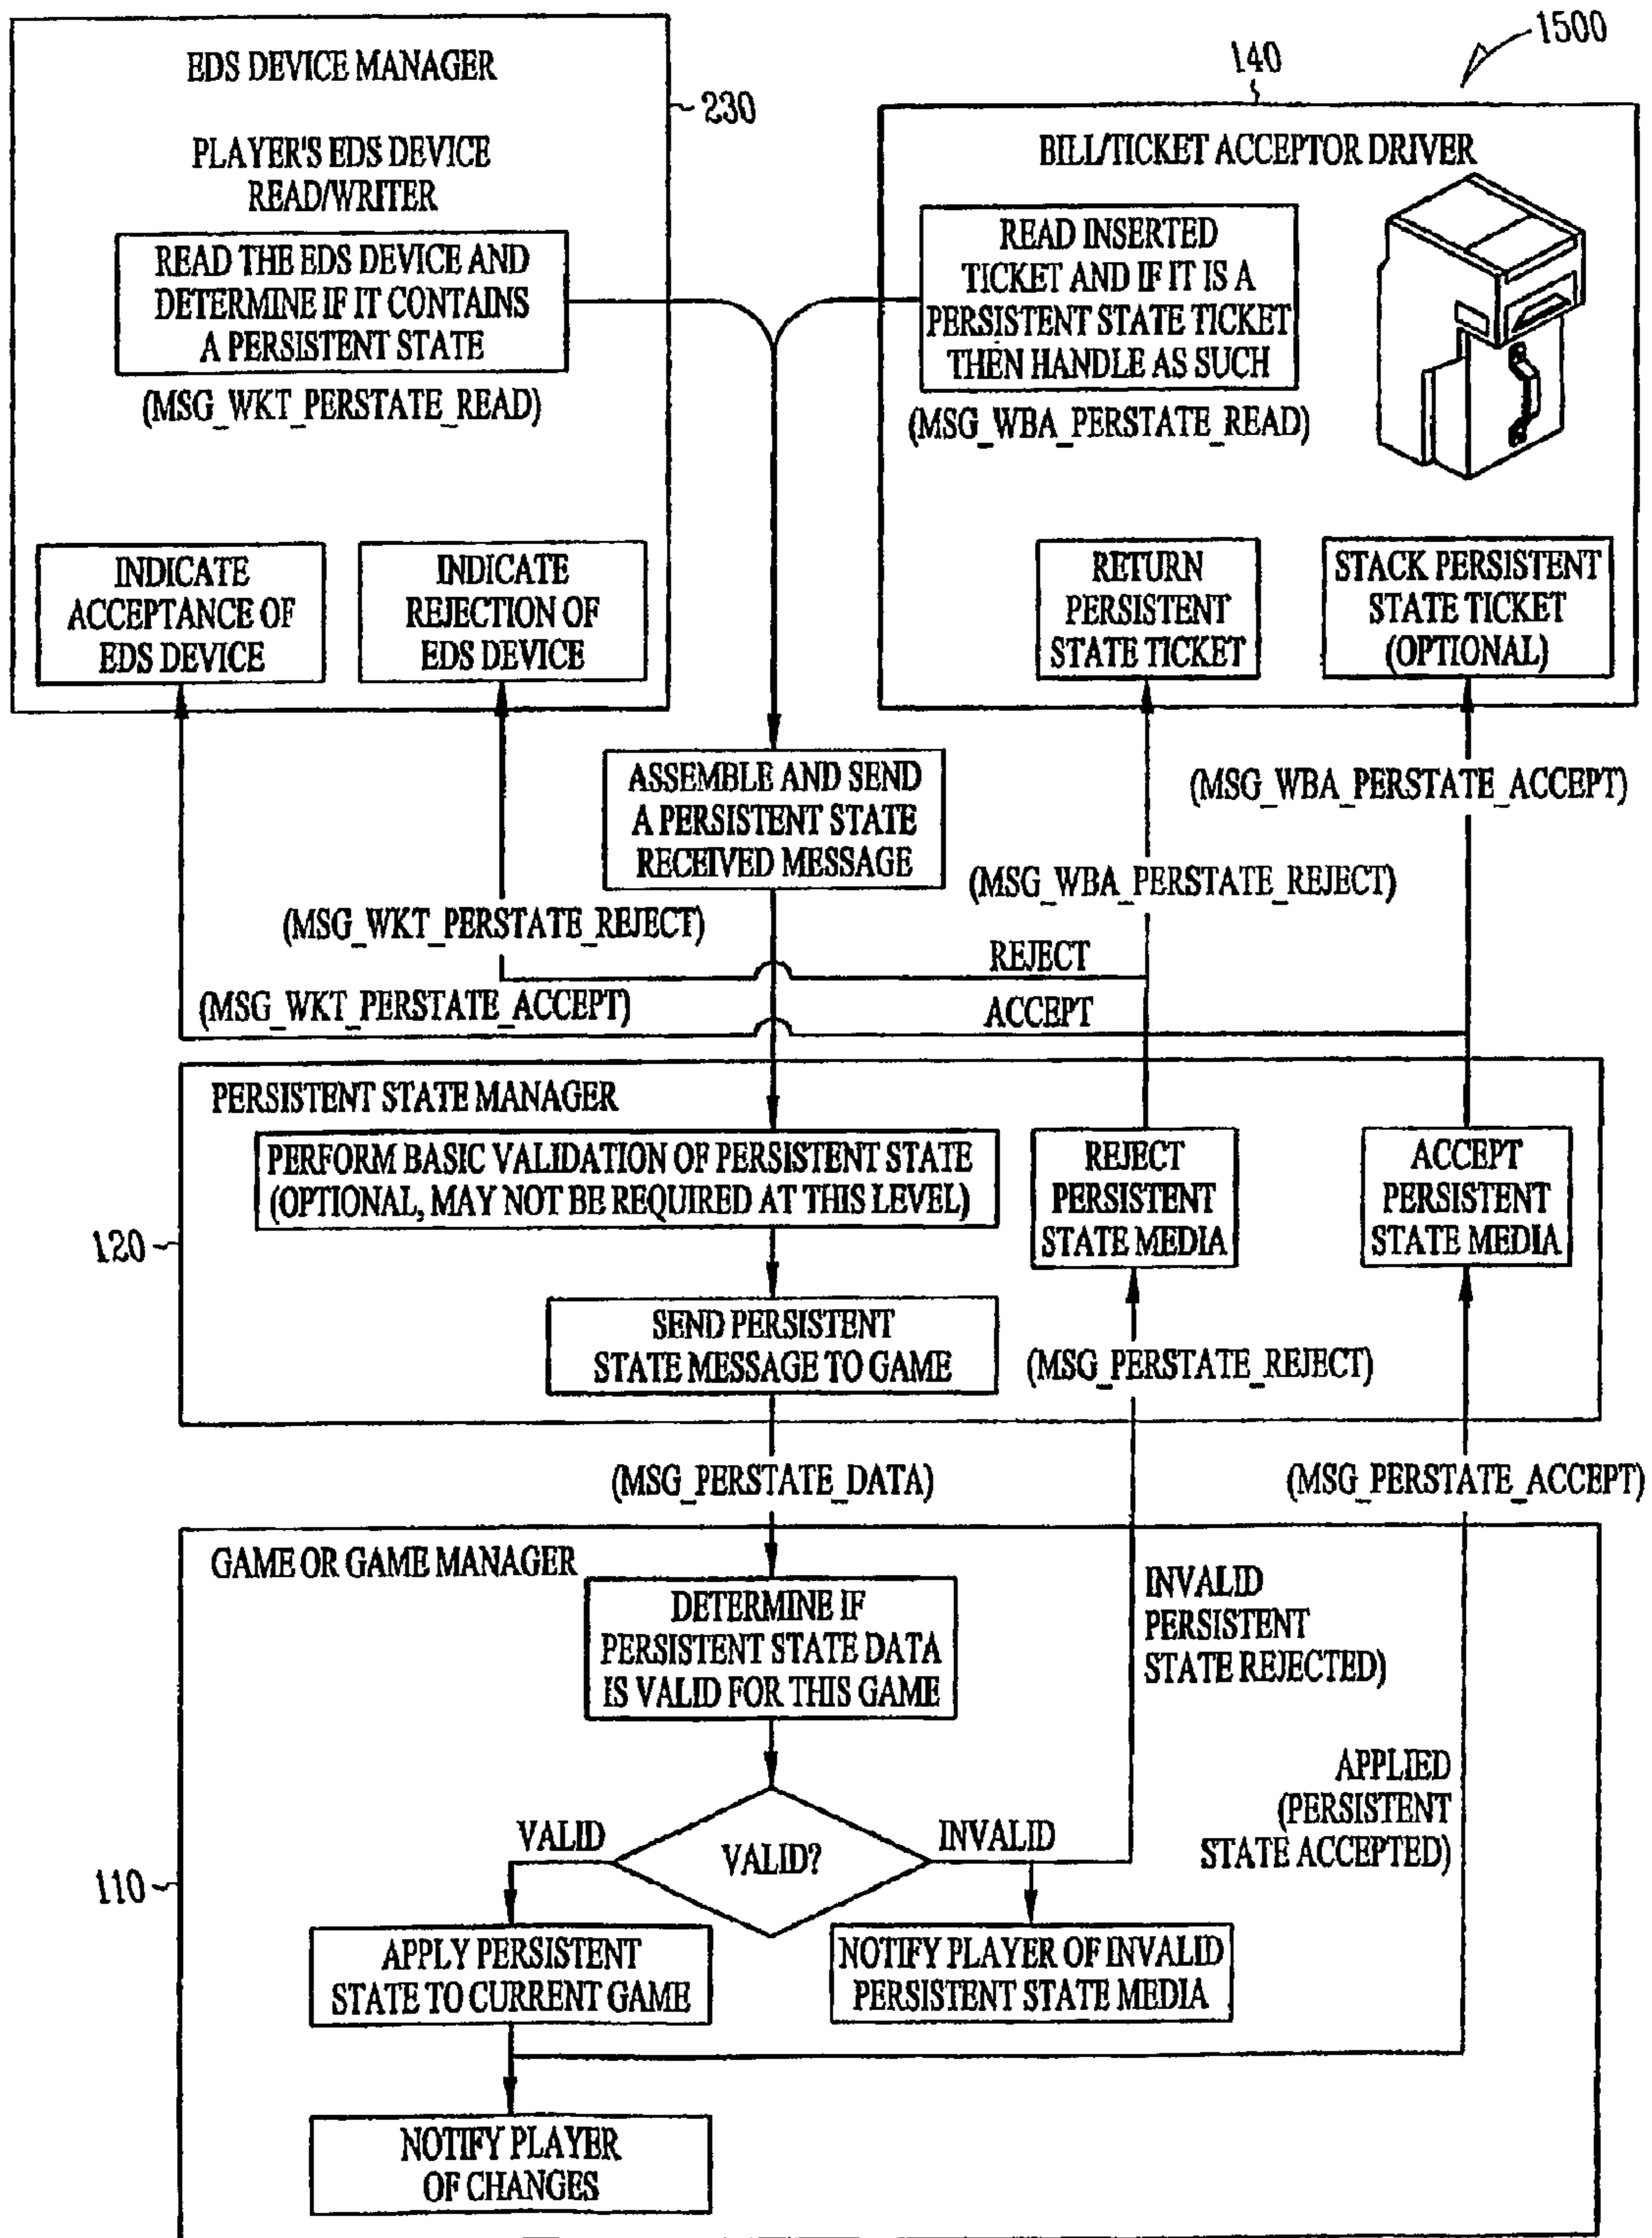 1500
EDS DEVICE MANAGER
230
PLAYER'S EDS DEVICE
READ/WRITER
READ THE EDS DEVICE AND
DETERMINE IF IT CONTAINS
A PERSISTENT STATE
(MSG_WKT_PERSTATE_READ)
INDICATE
ACCEPTANCE OF
EDS DEVICE
INDICATE
REJECTION OF
EDS DEVICE
140
BILL/TICKET ACCEPTOR DRIVER
READ INSERTED
TICKET AND IF IT IS A
PERSISTENT STATE TICKET
THEN HANDLE AS SUCH
(MSG_WBA_PERSTATE_READ)
RETURN
PERSISTENT
STATE TICKET
STACK PERSISTENT
STATE TICKET
(OPTIONAL)
ASSEMBLE AND SEND
A PERSISTENT STATE
RECEIVED MESSAGE
(MSG_WBA_PERSTATE_ACCEPT)
(MSG_WBA_PERSTATE_REJECT)
(MSG_WKT_PERSTATE_REJECT)
REJECT
(MSG_WKT_PERSTATE_ACCEPT)
ACCEPT
PERSISTENT STATE MANAGER
120
PERFORM BASIC VALIDATION OF PERSISTENT STATE
(OPTIONAL, MAY NOT BE REQUIRED AT THIS LEVEL)
REJECT
PERSISTENT
STATE MEDIA
ACCEPT
PERSISTENT
STATE MEDIA
SEND PERSISTENT
STATE MESSAGE TO GAME
(MSG_PERSTATE_REJECT)
(MSG_PERSTATE_DATA)
(MSG_PERSTATE_ACCEPT)
GAME OR GAME MANAGER
110
DETERMINE IF
PERSISTENT STATE DATA
IS VALID FOR THIS GAME
INVALID
PERSISTENT
STATE REJECTED)
APPLIED
(PERSISTENT
STATE ACCEPTED)
VALID
VALID?
INVALID
APPLY PERSISTENT
STATE TO CURRENT GAME
NOTIFY PLAYER OF INVALID
PERSISTENT STATE MEDIA
NOTIFY PLAYER
OF CHANGES